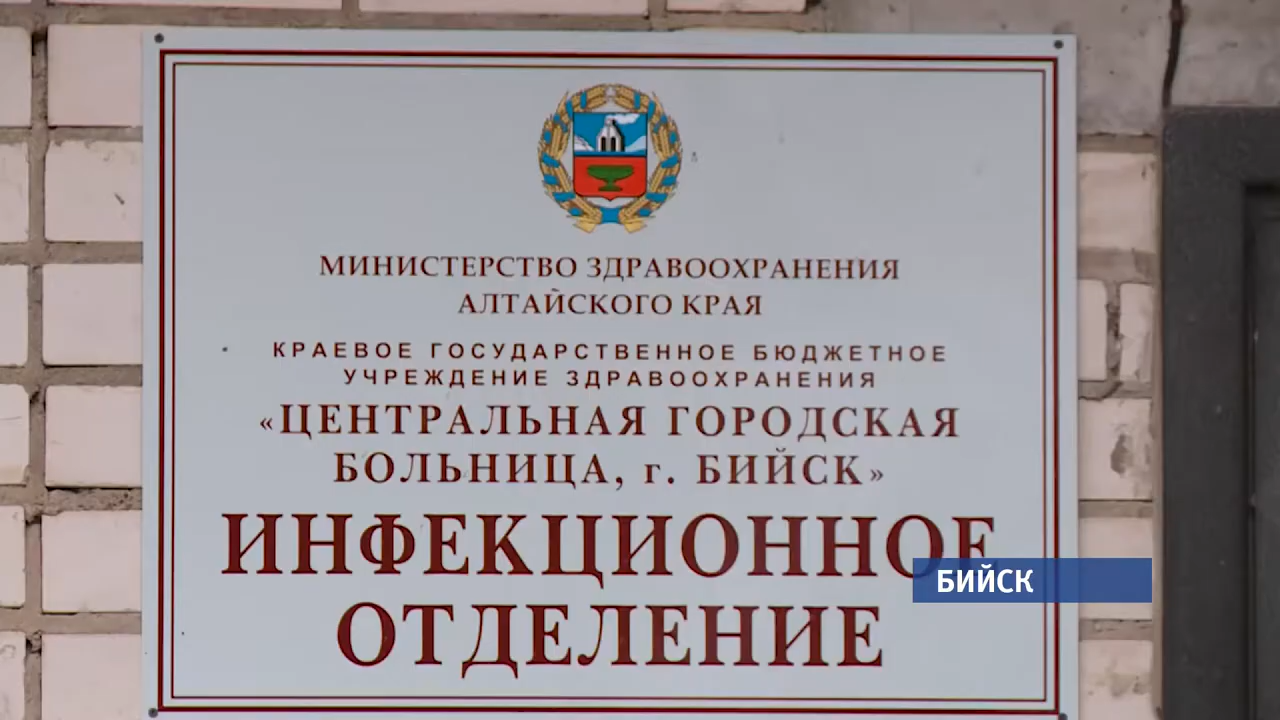 МИНИСТЕРСТВО ЗДРАВООХРАНЕНИЯ
АЛТАЙСКОГО КРАЯ
КРАЕВОЕ ГОСУДАРСТВЕННОЕ БЮДЖЕТНОЕ
УЧРЕЖДЕНИЕ ЗДРАВООХРАНЕНИЯ
«ЦЕНТРАЛЬНАЯ ГОРОДСКАЯ
БОЛЬНИЦА, г. БИЙСК»
ИНФЕКЦИОННОЕ
ОТДЕЛЕНИЕ
БИЙСК